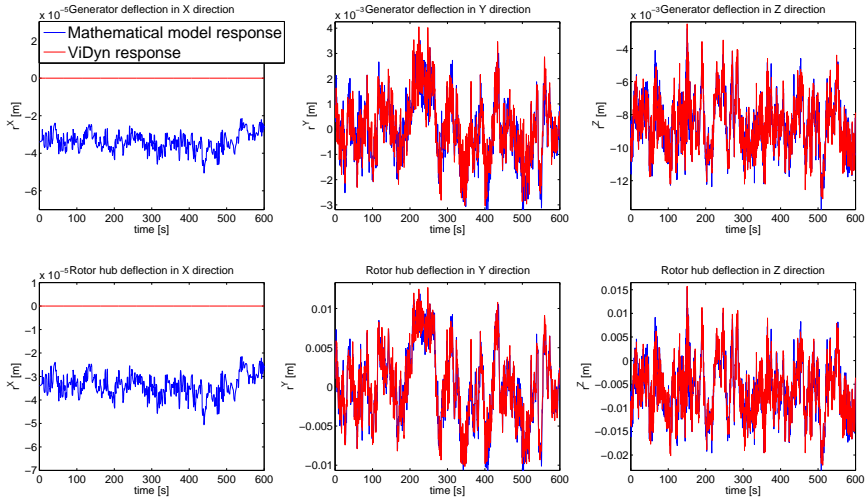 x 10⁻⁵ Generator deflection in X direction
x 10⁻³ Generator deflection in Y direction
x 10⁻³ Generator deflection in Z direction
Mathematical model response
ViDyn response
2
0
−2
−4
−6
r^X [m]
0 100 200 300 400 500 600
time [s]
4
3
2
1
0
−1
−2
−3
r^Y [m]
0 100 200 300 400 500 600
time [s]
−4
−6
−8
−10
−12
r^Z [m]
0 100 200 300 400 500 600
time [s]
x 10⁻⁵ Rotor hub deflection in X direction
Rotor hub deflection in Y direction
Rotor hub deflection in Z direction
1
0
−1
−2
−3
−4
−5
−6
−7
r^X [m]
0 100 200 300 400 500 600
time [s]
0.01
0.005
0
−0.005
−0.01
r^Y [m]
0 100 200 300 400 500 600
time [s]
0.015
0.01
0.005
0
−0.005
−0.01
−0.015
−0.02
r^Z [m]
0 100 200 300 400 500 600
time [s]